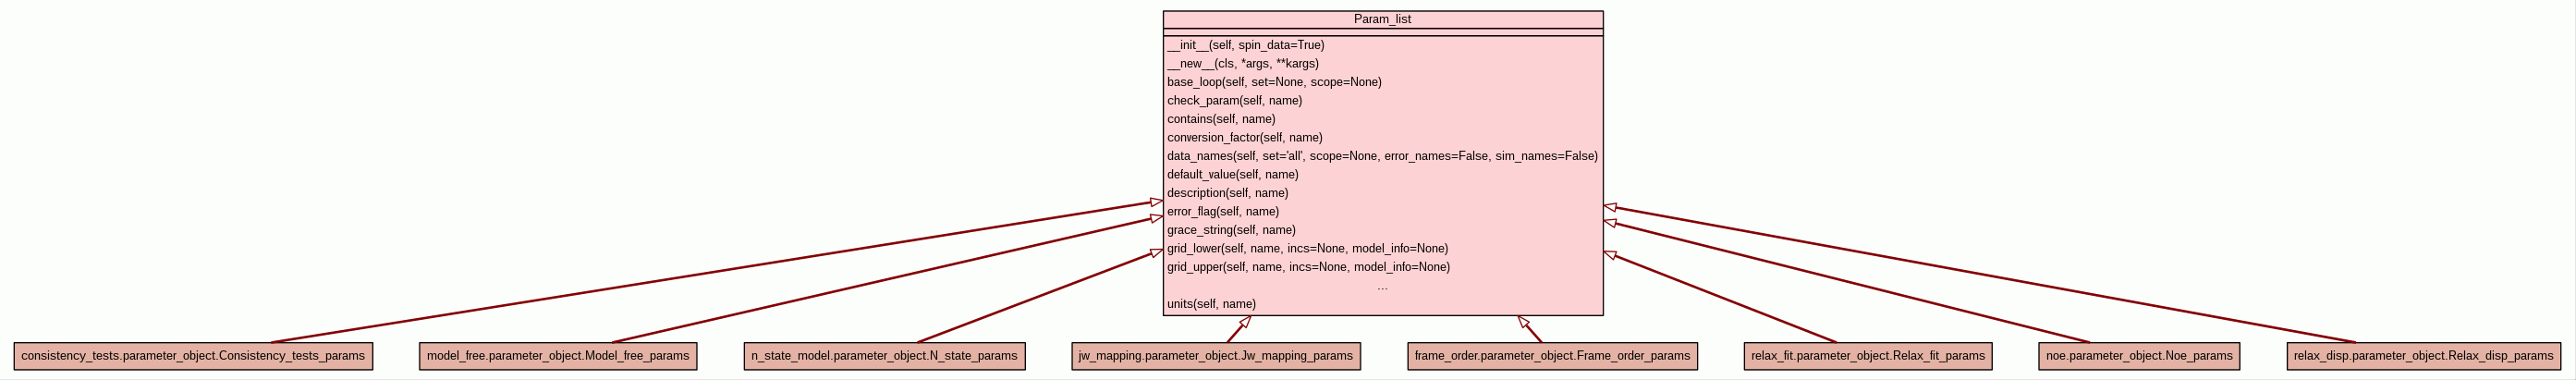 Param_list
__init__(self, spin_data=True)
__new__(cls, *args, **kargs)
base_loop(self, set=None, scope=None)
check_param(self, name)
contains(self, name)
conversion_factor(self, name)
data_names(self, set='all', scope=None, error_names=False, sim_names=False)
default_value(self, name)
description(self, name)
error_flag(self, name)
grace_string(self, name)
grid_lower(self, name, incs=None, model_info=None)
grid_upper(self, name, incs=None, model_info=None)
...
units(self, name)
consistency_tests.parameter_object.Consistency_tests_params
model_free.parameter_object.Model_free_params
n_state_model.parameter_object.N_state_params
jw_mapping.parameter_object.Jw_mapping_params
frame_order.parameter_object.Frame_order_params
relax_fit.parameter_object.Relax_fit_params
noe.parameter_object.Noe_params
relax_disp.parameter_object.Relax_disp_params